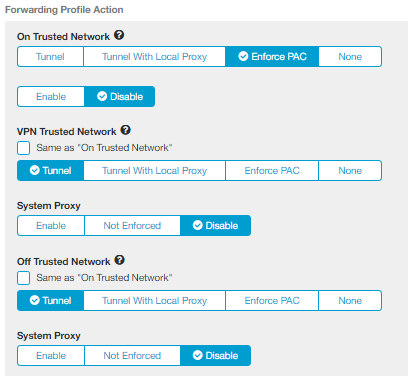 Forwarding Profile Action
On Trusted Network ?
Tunnel Tunnel With Local Proxy Enforce PAC None
Enable Disable
VPN Trusted Network ?
Same as "On Trusted Network"
Tunnel Tunnel With Local Proxy Enforce PAC None
System Proxy
Enable Not Enforced Disable
Off Trusted Network ?
Same as "On Trusted Network"
Tunnel Tunnel With Local Proxy Enforce PAC None
System Proxy
Enable Not Enforced Disable